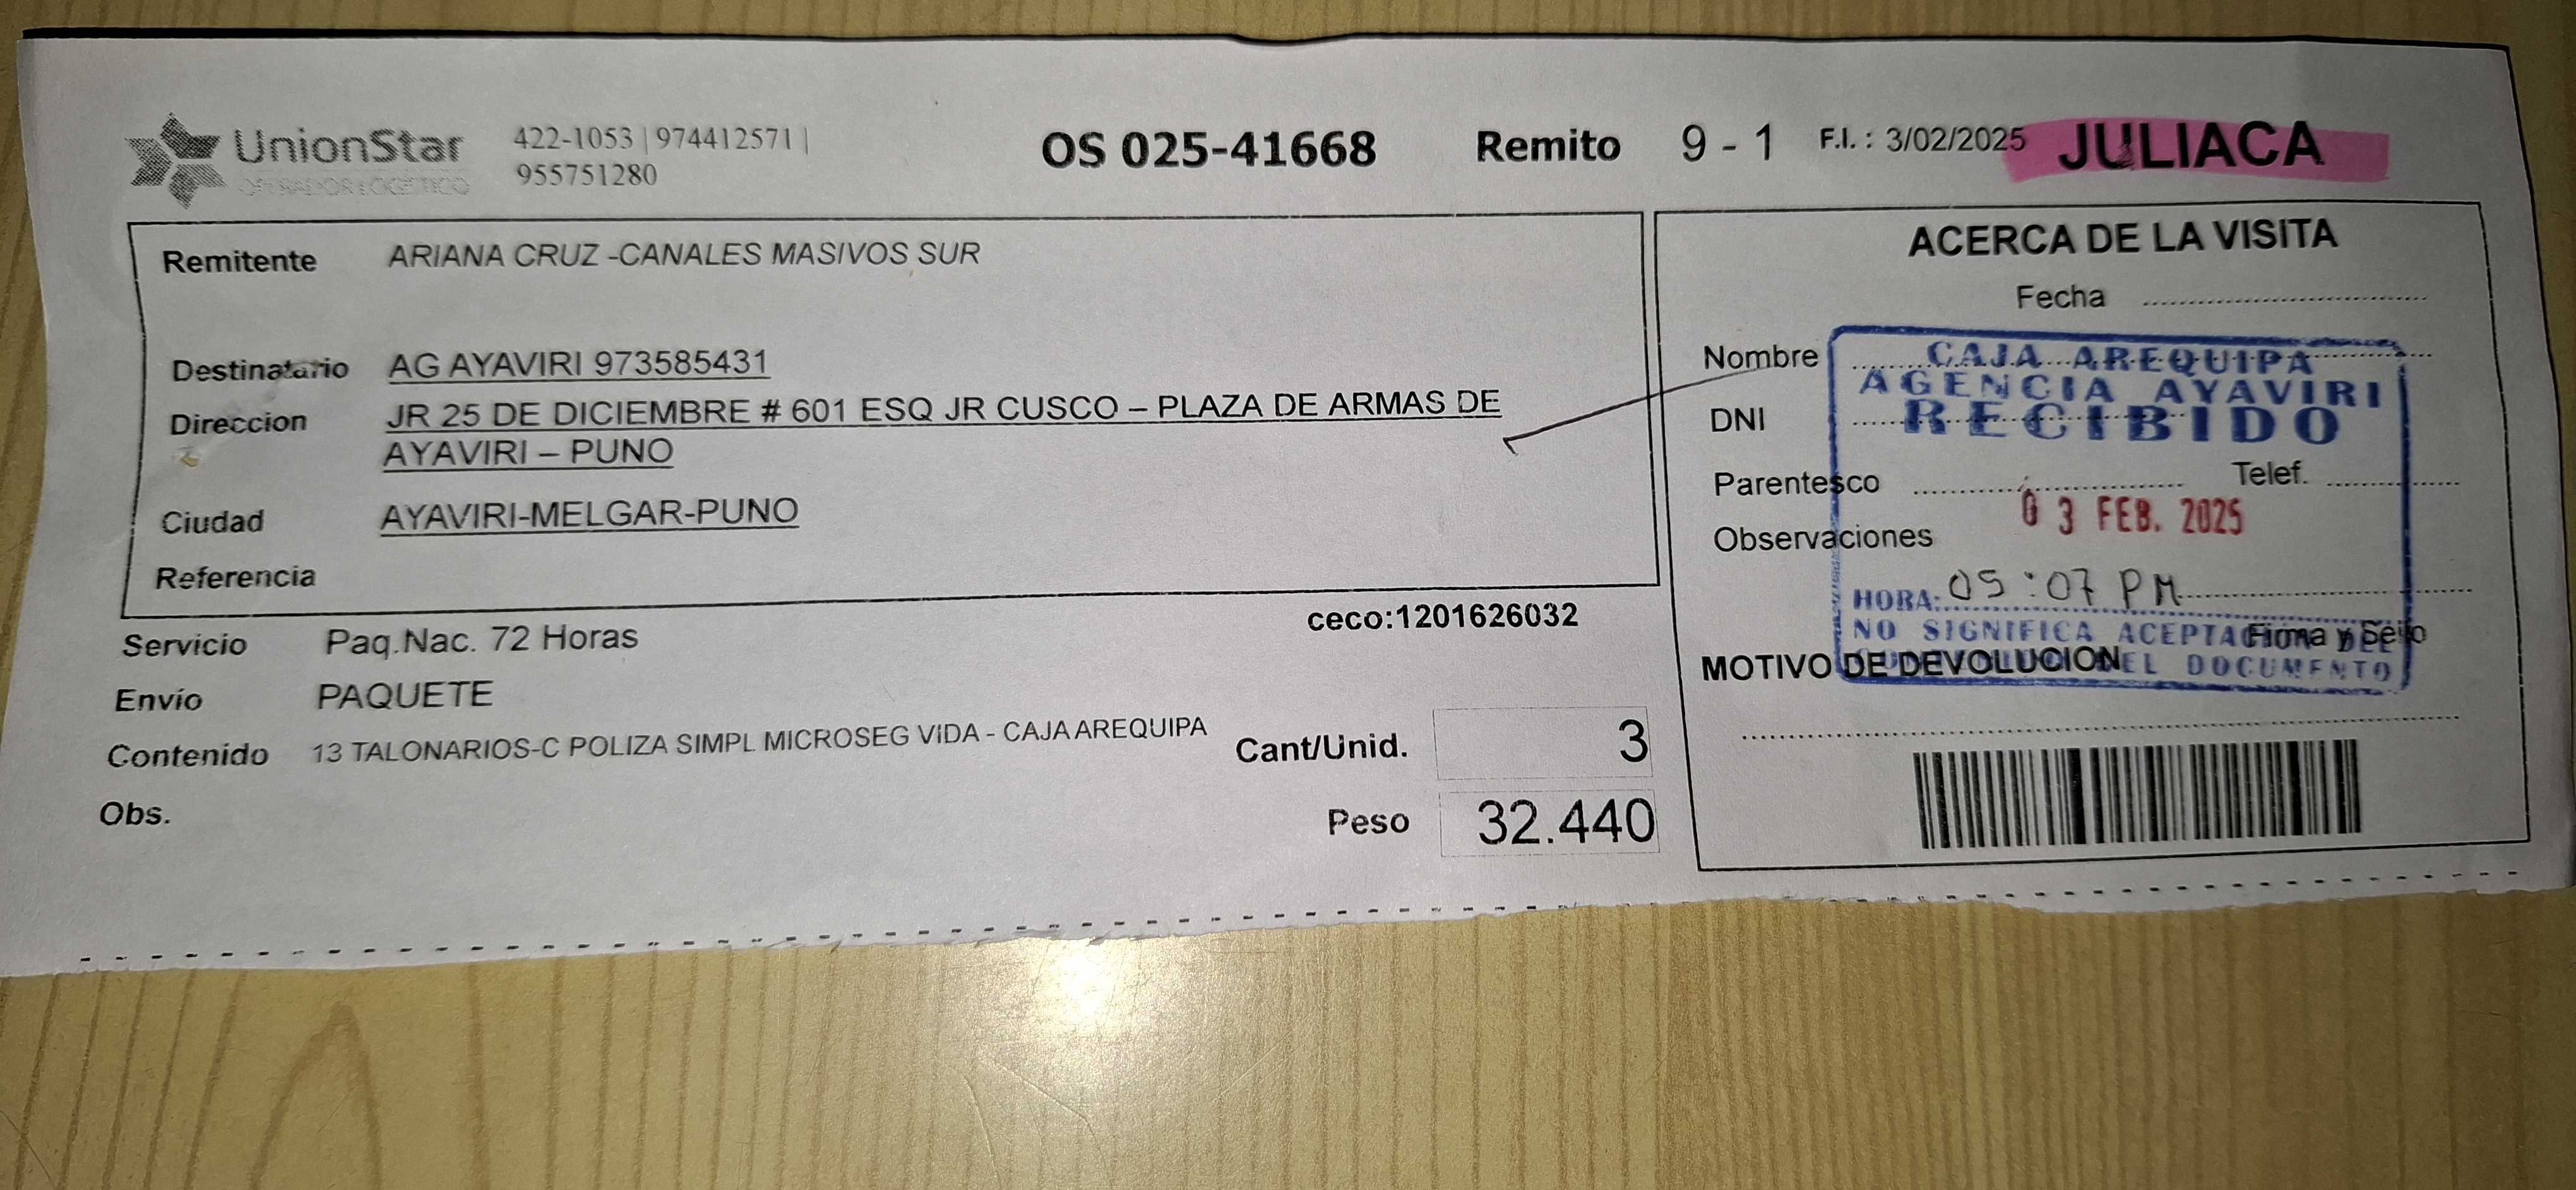 UnionStar
OPERADOR LOGÍSTICO
422-1053 | 974412571 |
955751280
OS 025-41668 Remito 9 - 1 F.I. : 3/02/2025 JULIACA
Remitente ARIANA CRUZ -CANALES MASIVOS SUR
Destinatario AG AYAVIRI 973585431
Direccion JR 25 DE DICIEMBRE # 601 ESQ JR CUSCO – PLAZA DE ARMAS DE
AYAVIRI – PUNO
Ciudad AYAVIRI-MELGAR-PUNO
Referencia
ceco:1201626032
Servicio Paq.Nac. 72 Horas
Envío PAQUETE
Contenido 13 TALONARIOS-C POLIZA SIMPL MICROSEG VIDA - CAJA AREQUIPA
Cant/Unid. 3
Obs.
Peso 32.440
ACERCA DE LA VISITA
Fecha
Nombre
DNI
Parentesco Telef.
Observaciones
Firma y Sello
MOTIVO DE DEVOLUCION
CAJA AREQUIPA
AGENCIA AYAVIRI
RECIBIDO
03 FEB. 2025
HORA: 05:07 PM
NO SIGNIFICA ACEPTACION DEL
DEL DOCUMENTO